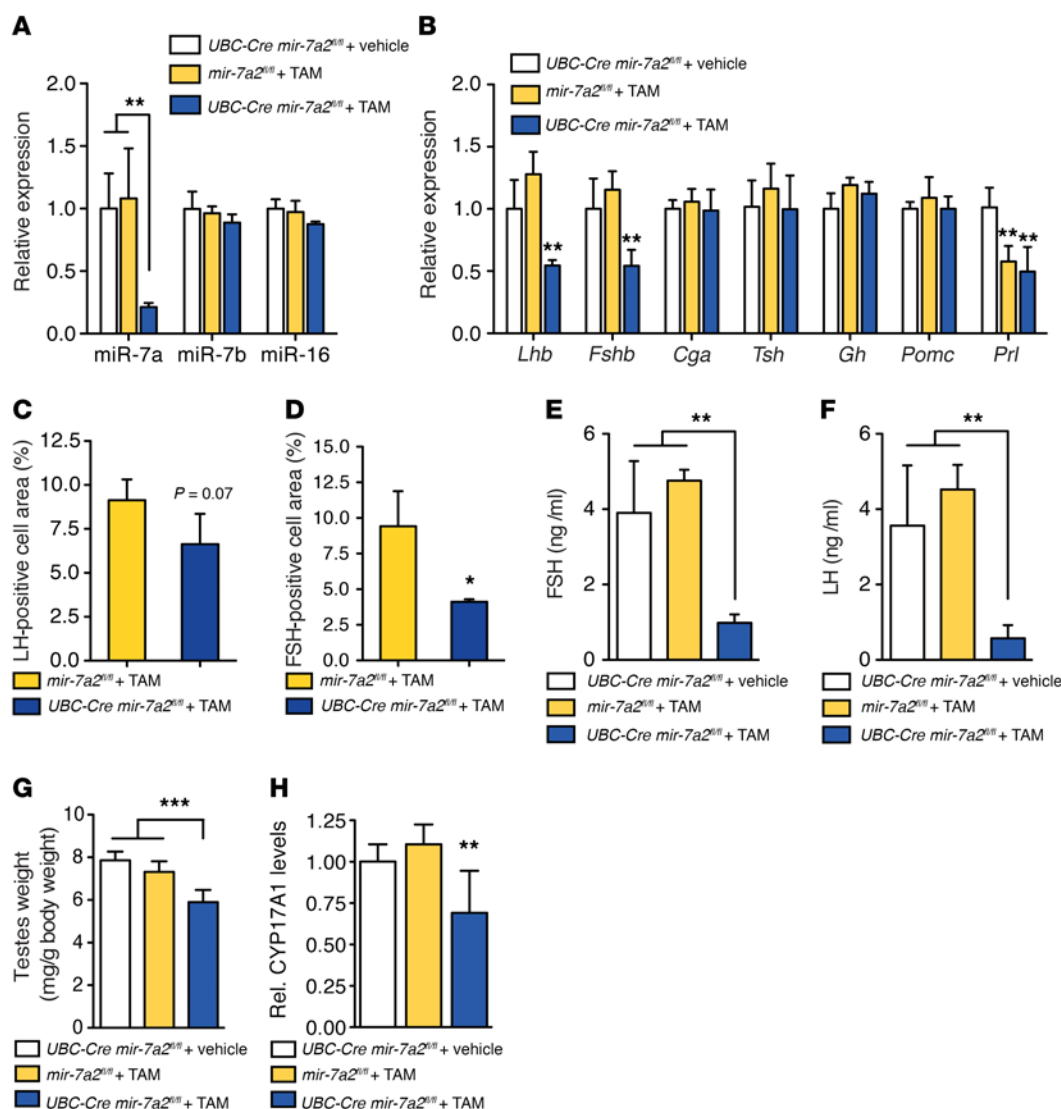 A
UBC-Cre mir-7a2fl/fl + vehicle
mir-7a2fl/fl + TAM
UBC-Cre mir-7a2fl/fl + TAM
Relative expression
2.0
1.5
1.0
0.5
0.0
**
miR-7a miR-7b miR-16
B
UBC-Cre mir-7a2fl/fl + vehicle
mir-7a2fl/fl + TAM
UBC-Cre mir-7a2fl/fl + TAM
Relative expression
2.0
1.5
1.0
0.5
0.0
** ** ** **
Lhb Fshb Cga Tsh Gh Pomc Prl
C
LH-positive cell area (%)
12.5
10.0
7.5
5.0
2.5
0.0
P = 0.07
mir-7a2fl/fl + TAM
UBC-Cre mir-7a2fl/fl + TAM
D
FSH-positive cell area (%)
15.0
12.5
10.0
7.5
5.0
2.5
0.0
*
mir-7a2fl/fl + TAM
UBC-Cre mir-7a2fl/fl + TAM
E
FSH (ng /ml)
6
4
2
0
**
UBC-Cre mir-7a2fl/fl + vehicle
mir-7a2fl/fl + TAM
UBC-Cre mir-7a2fl/fl + TAM
F
LH (ng /ml)
6
4
2
0
**
UBC-Cre mir-7a2fl/fl + vehicle
mir-7a2fl/fl + TAM
UBC-Cre mir-7a2fl/fl + TAM
G
Testes weight
(mg/g body weight)
10
8
6
4
2
0
***
UBC-Cre mir-7a2fl/fl + vehicle
mir-7a2fl/fl + TAM
UBC-Cre mir-7a2fl/fl + TAM
H
Rel. CYP17A1 levels
1.25
1.00
0.75
0.50
0.25
0.00
**
UBC-Cre mir-7a2fl/fl + vehicle
mir-7a2fl/fl + TAM
UBC-Cre mir-7a2fl/fl + TAM